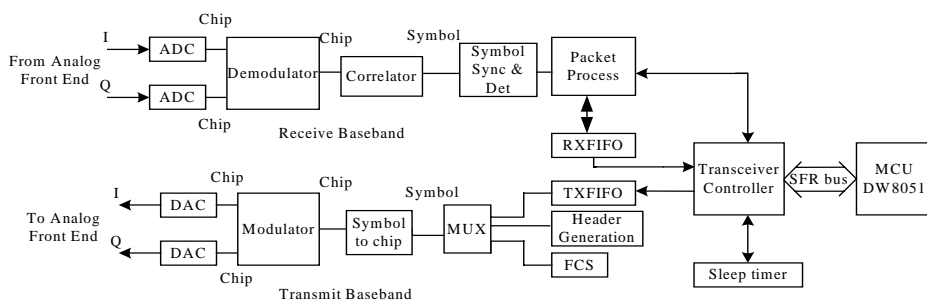 Chip
I
ADC
From Analog
Front End
Q
ADC
Chip
Demodulator
Chip
Correlator
Symbol
Symbol
Sync &
Det
Packet
Process
Receive Baseband
RXFIFO
Transceiver
Controller
SFR bus
MCU
DW8051
I
DAC
Chip
To Analog
Front End
Q
DAC
Chip
Modulator
Chip
Symbol
to chip
Symbol
MUX
TXFIFO
Header
Generation
FCS
Sleep timer
Transmit Baseband